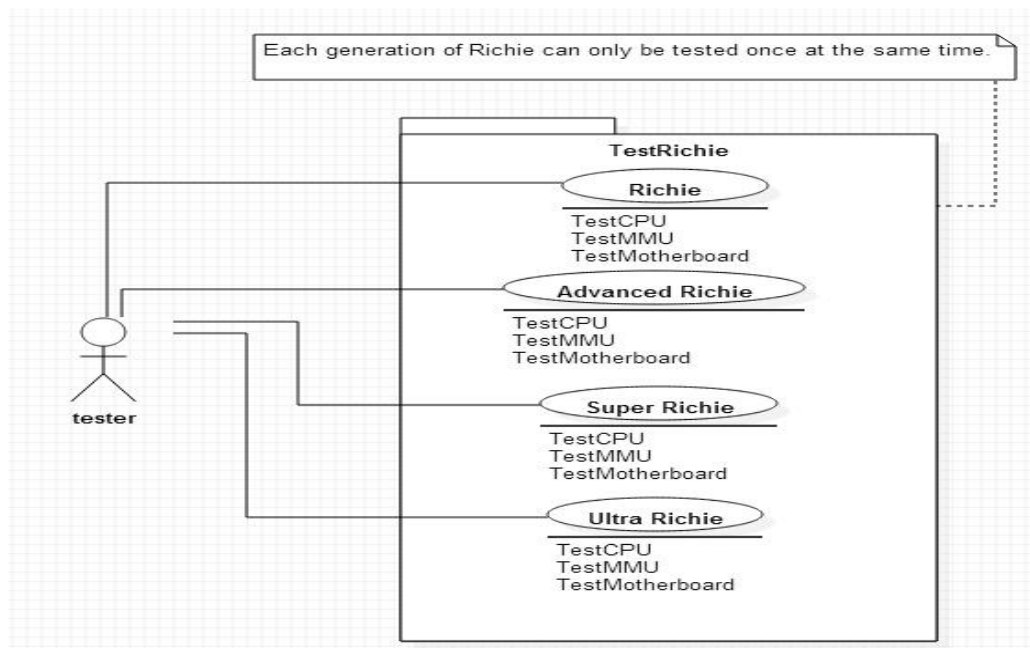 Each generation of Richie can only be tested once at the same time.
TestRichie
Richie
TestCPU
TestMMU
TestMotherboard
Advanced Richie
TestCPU
TestMMU
TestMotherboard
tester
Super Richie
TestCPU
TestMMU
TestMotherboard
Ultra Richie
TestCPU
TestMMU
TestMotherboard